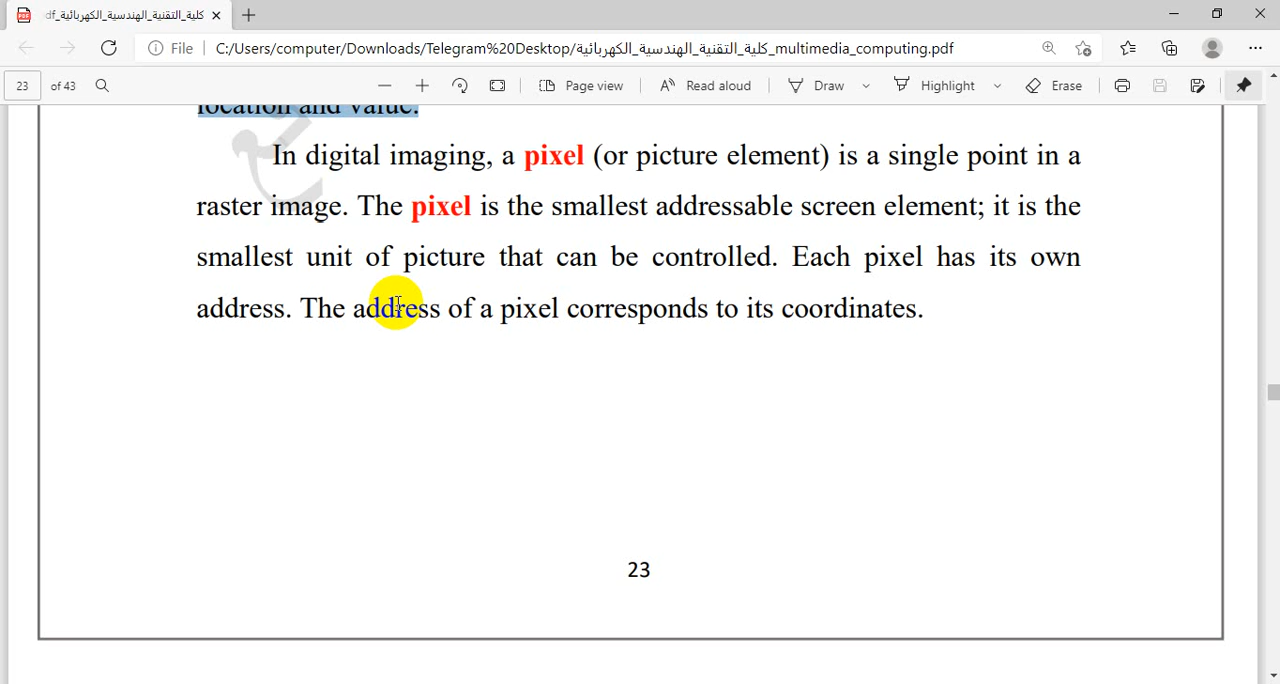 كلية_التقنية_الهندسية_الكهربائية_df
File
C:/Users/computer/Downloads/Telegram%20Desktop/كلية_التقنية_الهندسية_الكهربائية_multimedia_computing.pdf
23 of 43
Page view
Read aloud
Draw
Highlight
Erase
location and value.
In digital imaging, a pixel (or picture element) is a single point in a
raster image. The pixel is the smallest addressable screen element; it is the
smallest unit of picture that can be controlled. Each pixel has its own
address. The address of a pixel corresponds to its coordinates.
23